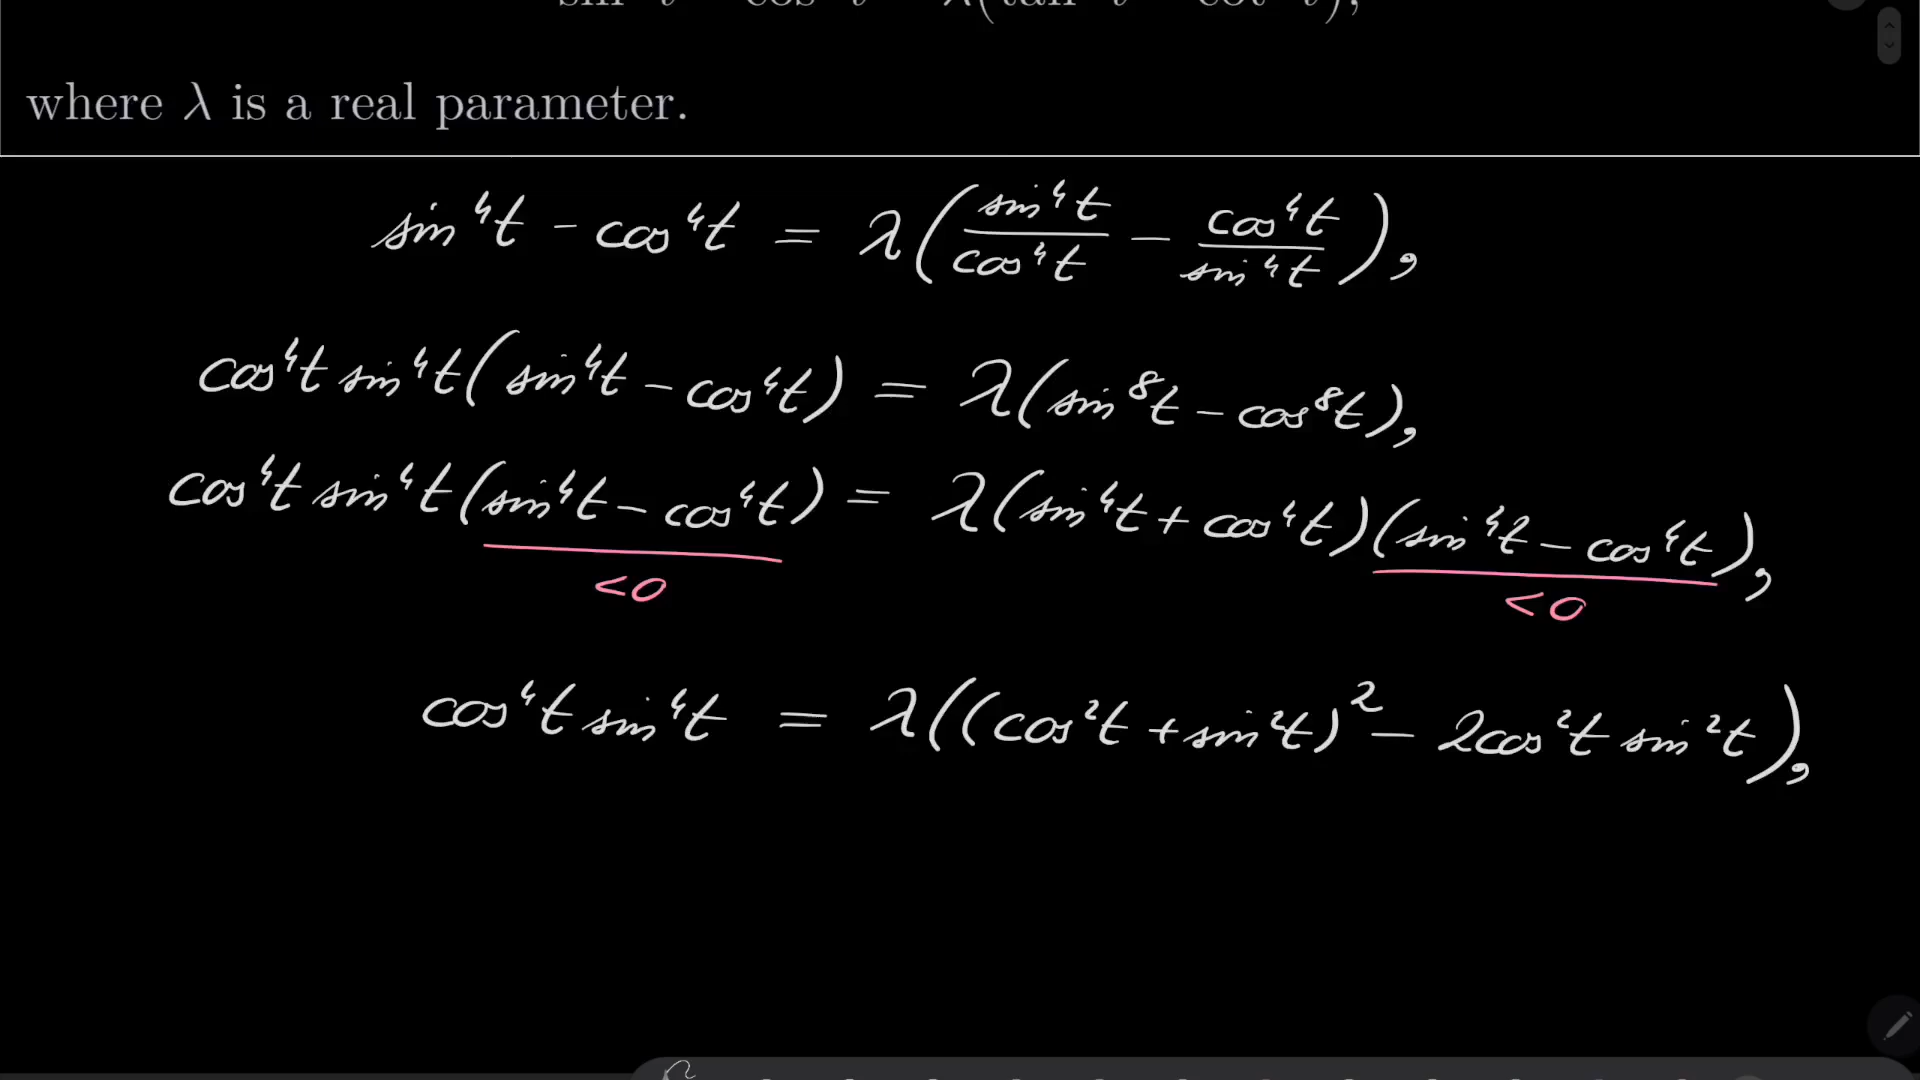 where λ is a real parameter.
sin⁴t − cos⁴t = λ(sin⁴t/cos⁴t − cos⁴t/sin⁴t),
cos⁴t sin⁴t(sin⁴t − cos⁴t) = λ(sin⁸t − cos⁸t),
cos⁴t sin⁴t(sin⁴t − cos⁴t) = λ(sin⁴t + cos⁴t)(sin⁴t − cos⁴t),
<0 <0
cos⁴t sin⁴t = λ((cos²t + sin²t)² − 2cos²t sin²t),